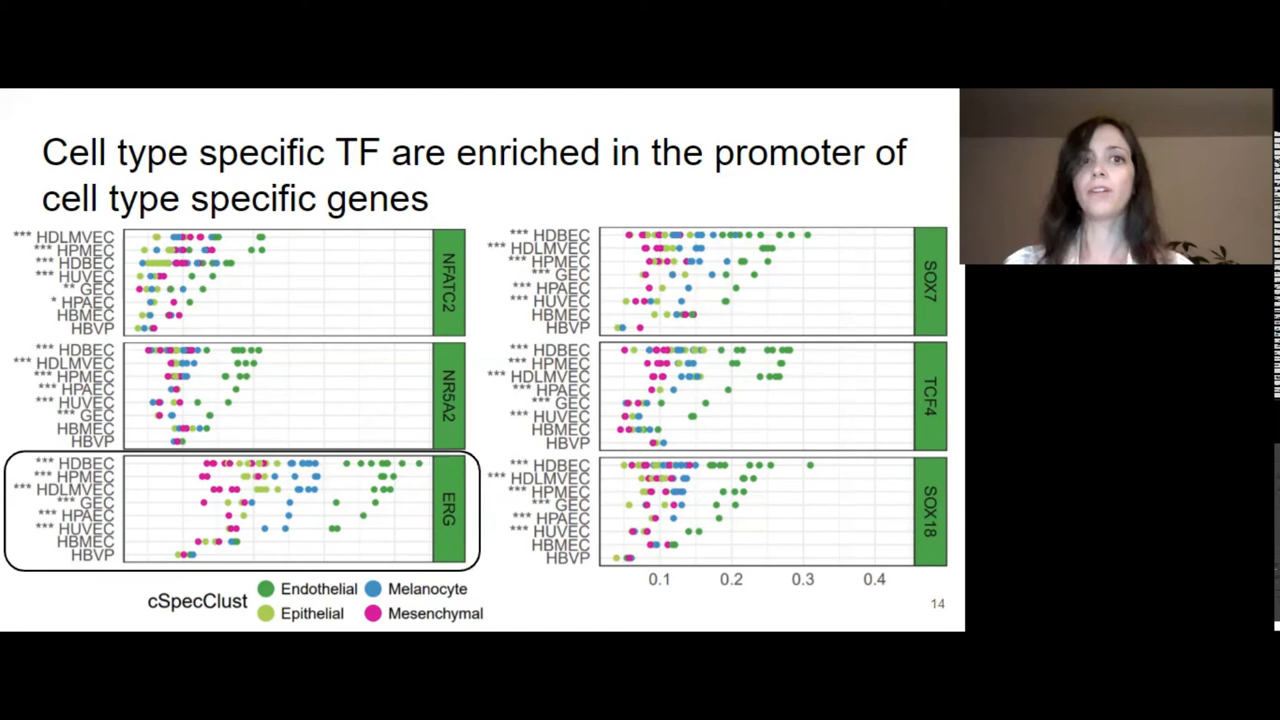 Cell type specific TF are enriched in the promoter of
cell type specific genes
*** HDLMVEC
*** HPMEC
*** HDBEC
*** HUVEC
** GEC
* HPAEC
HBMEC
HBVP
NFATC2
*** HDBEC
*** HDLMVEC
*** HPMEC
*** HPAEC
*** HUVEC
*** GEC
HBMEC
HBVP
NR5A2
*** HDBEC
*** HPMEC
*** HDLMVEC
*** GEC
*** HPAEC
*** HUVEC
HBMEC
HBVP
ERG
*** HDBEC
*** HDLMVEC
*** HPMEC
*** GEC
*** HPAEC
*** HUVEC
HBMEC
HBVP
SOX7
*** HDBEC
*** HPMEC
*** HDLMVEC
*** HPAEC
*** GEC
*** HUVEC
HBMEC
HBVP
TCF4
*** HDBEC
*** HDLMVEC
*** HPMEC
*** GEC
*** HPAEC
*** HUVEC
HBMEC
HBVP
SOX18
0.1 0.2 0.3 0.4
cSpecClust
Endothelial Melanocyte
Epithelial Mesenchymal
14